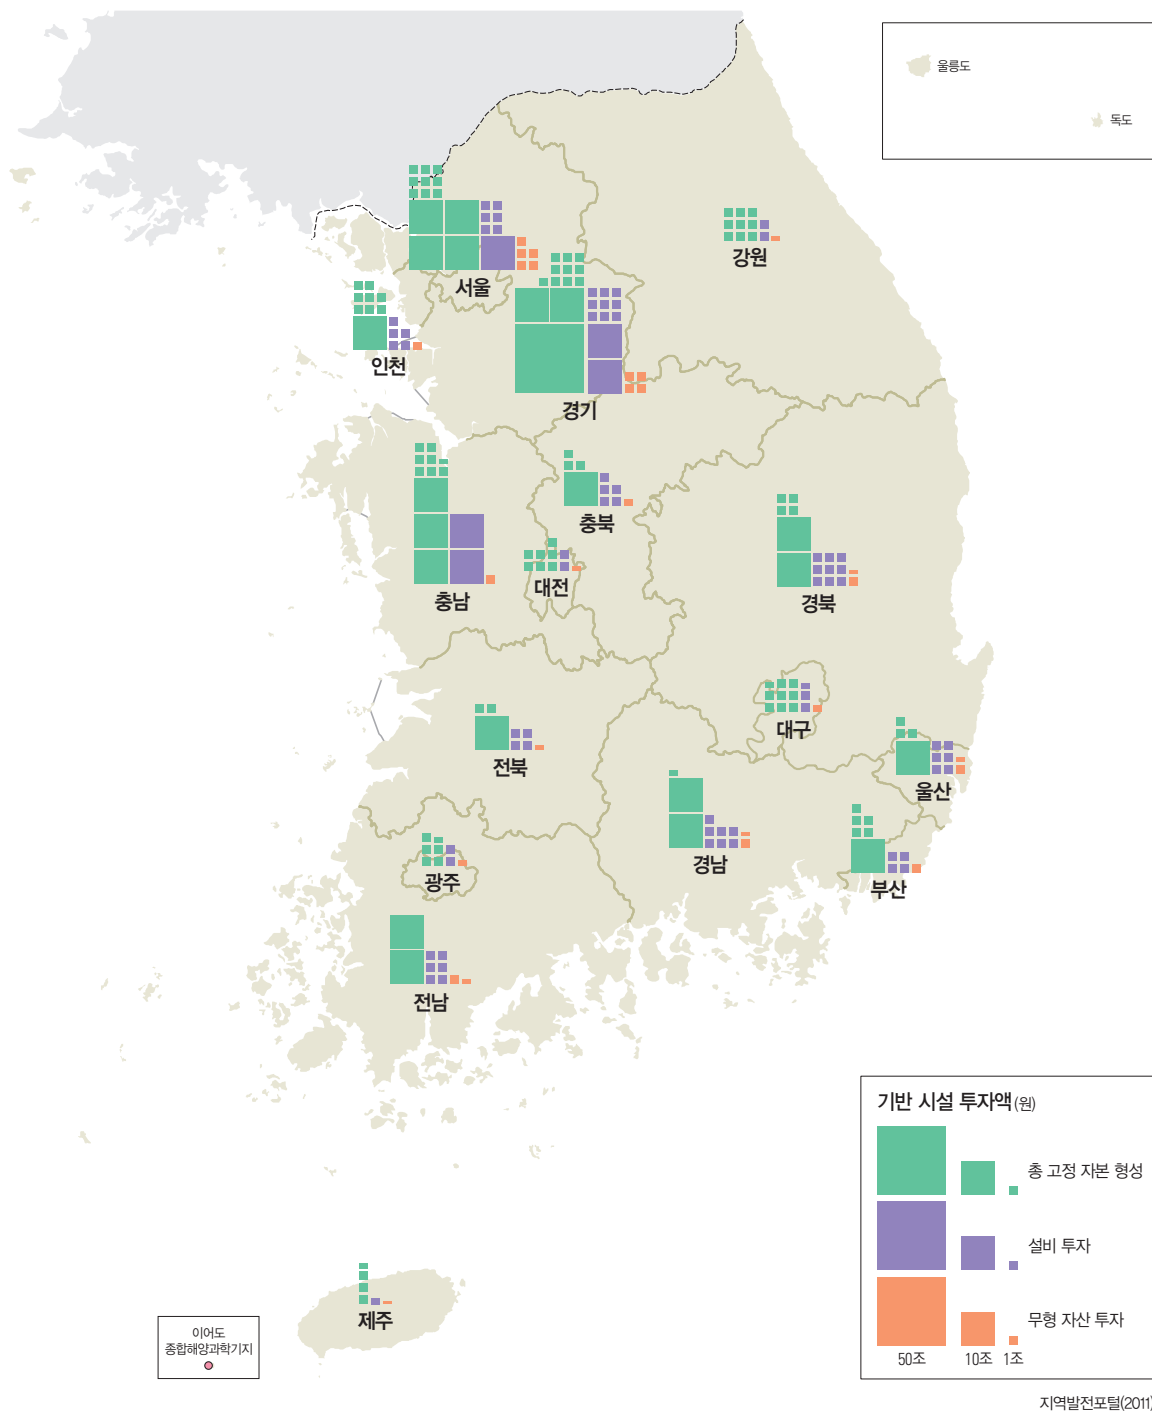 울릉도
독도
강원
서울
인천
경기
충북
충남
대전
경북
대구
전북
울산
경남
광주
부산
전남
제주
이어도
종합해양과학기지
기반 시설 투자액(원)
총 고정 자본 형성
설비 투자
무형 자산 투자
50조 10조 1조
지역발전포털(2011)